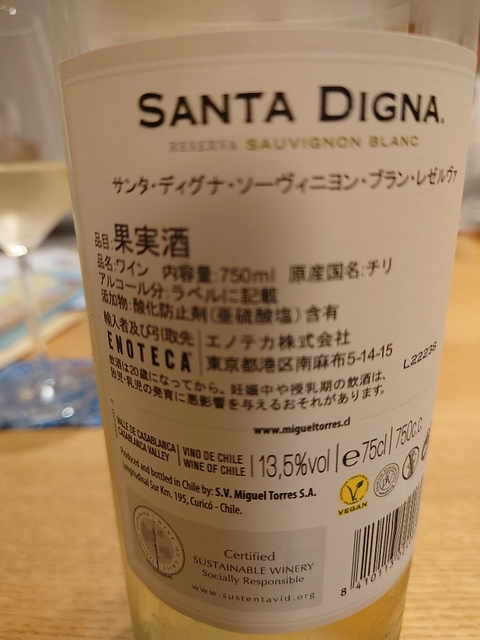 SANTA DIGNA.
RESERVA SAUVIGNON BLANC
サンタ・ディグナ・ソーヴィニヨン・ブラン・レゼルヴァ
品目:果実酒
品名:ワイン 内容量:750ml 原産国名:チリ
アルコール分:ラベルに記載
添加物:酸化防止剤(亜硫酸塩)含有
輸入者及び引取先 エノテカ株式会社
ENOTECA 東京都港区南麻布5-14-15
飲酒は20歳になってから。妊娠中や授乳期の飲酒は、
胎児・乳児の発育に悪影響を与えるおそれがあります。
L22239
www.migueltorres.cl
VALLE DE CASABLANCA
CASABLANCA VALLEY
VINO DE CHILE
WINE OF CHILE
13,5%vol e75cl 750c.c.
Produced and bottled in Chile by: S.V. Miguel Torres S.A.
Longitudinal Sur Km. 195, Curicó - Chile.
V
VEGAN
Certified
SUSTAINABLE WINERY
Socially Responsible
www.sustentavid.org